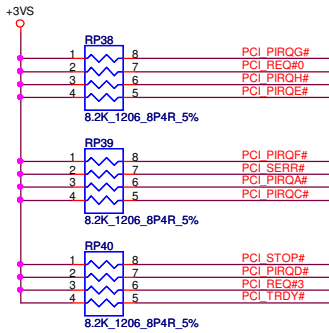 +3VS
RP38
1 8 PCI_PIRQG#
2 7 PCI_REQ#0
3 6 PCI_PIRQH#
4 5 PCI_PIRQE#
8.2K_1206_8P4R_5%
RP39
1 8 PCI_PIRQF#
2 7 PCI_SERR#
3 6 PCI_PIRQA#
4 5 PCI_PIRQC#
8.2K_1206_8P4R_5%
RP40
1 8 PCI_STOP#
2 7 PCI_PIRQD#
3 6 PCI_REQ#3
4 5 PCI_TRDY#
8.2K_1206_8P4R_5%